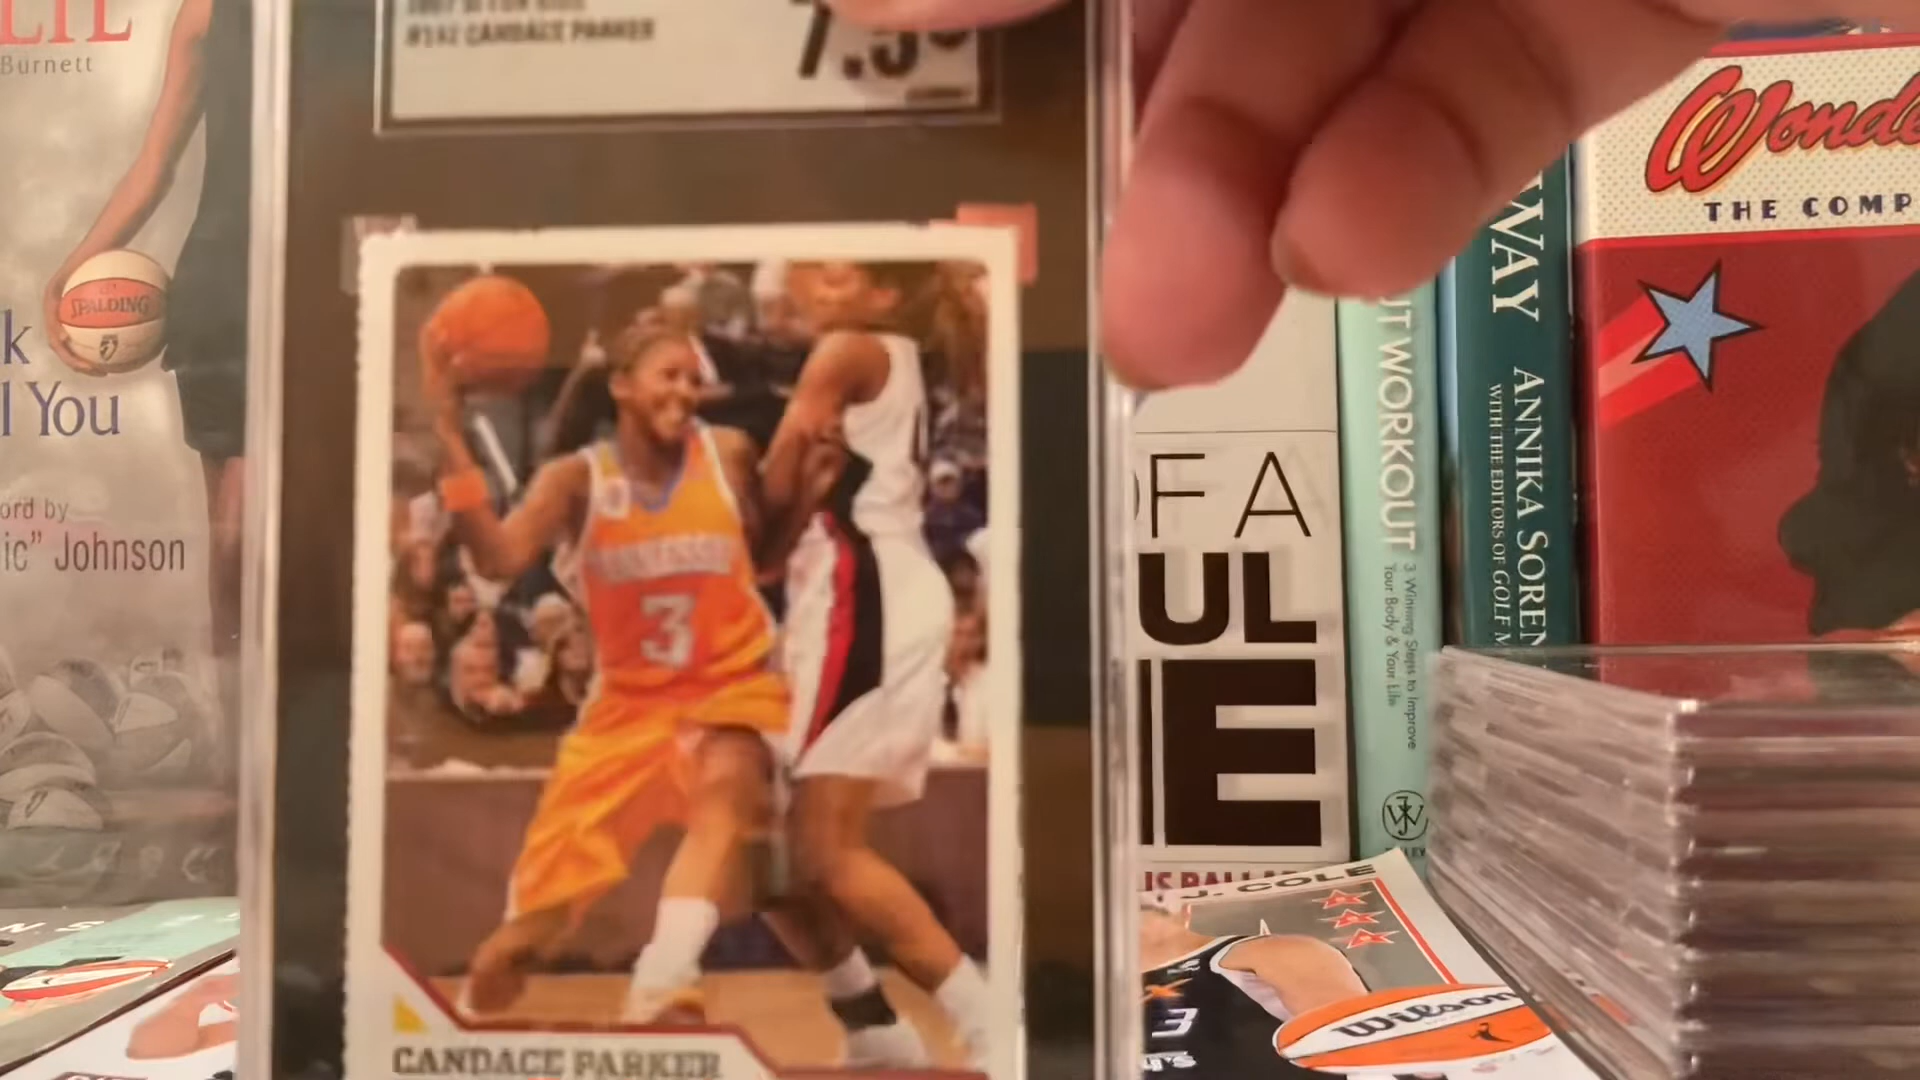 LIL
Burnett
SPALDING
k
l You
ord by
ic" Johnson
#142 CANDACE PARKER
7.5
TENNESSEE
3
CANDACE PARKER
OF A
UL
E
UT WORKOUT
3 Winning Steps to Improve
Your Body & Your Life
WAY
ANNIKA SOREN
WITH THE EDITORS OF GOLF M
Wonde
THE COMP
J. COLE
Wilson
N S